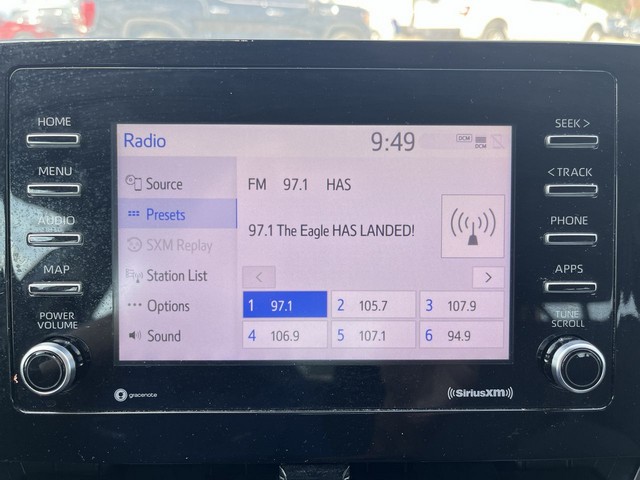 HOME
MENU
AUDIO
MAP
POWER
VOLUME
Radio
9:49
DCM
DCM
Source
Presets
SXM Replay
Station List
Options
Sound
FM 97.1 HAS
97.1 The Eagle HAS LANDED!
< >
1 97.1 2 105.7 3 107.9
4 106.9 5 107.1 6 94.9
SEEK >
< TRACK
PHONE
APPS
TUNE
SCROLL
gracenote
((SiriusXM))